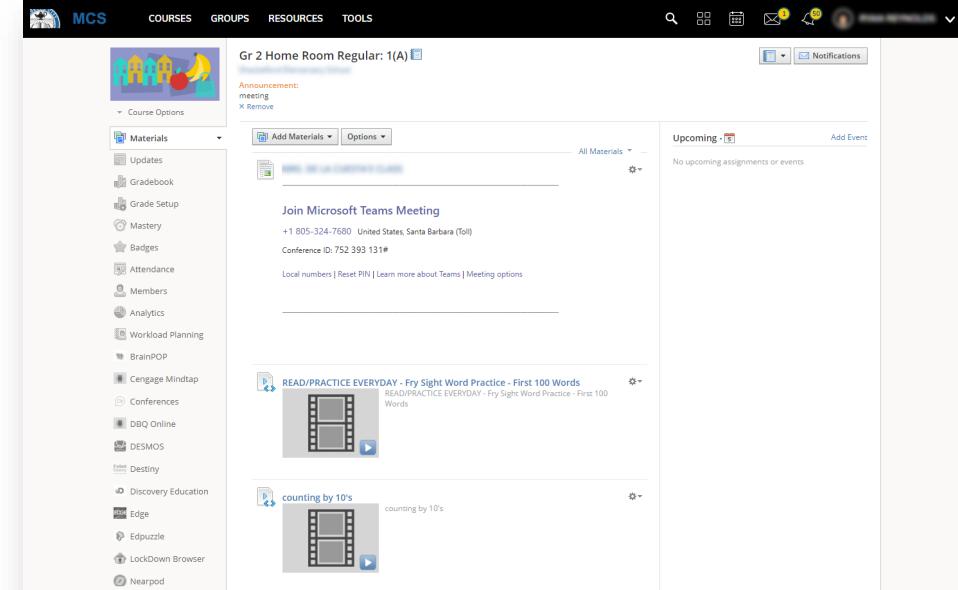 MCS COURSES GROUPS RESOURCES TOOLS 1 50
Gr 2 Home Room Regular: 1(A)
Notifications
Announcement:
meeting
× Remove
Course Options
Materials
Updates
Gradebook
Grade Setup
Mastery
Badges
Attendance
Members
Analytics
Workload Planning
BrainPOP
Cengage Mindtap
Conferences
DBQ Online
DESMOS
Destiny
Discovery Education
Edge
Edpuzzle
LockDown Browser
Nearpod
Add Materials Options
All Materials
Join Microsoft Teams Meeting
+1 805-324-7680 United States, Santa Barbara (Toll)
Conference ID: 752 393 131#
Local numbers | Reset PIN | Learn more about Teams | Meeting options
READ/PRACTICE EVERYDAY - Fry Sight Word Practice - First 100 Words
READ/PRACTICE EVERYDAY - Fry Sight Word Practice - First 100
Words
counting by 10's
counting by 10's
Upcoming · 5 Add Event
No upcoming assignments or events